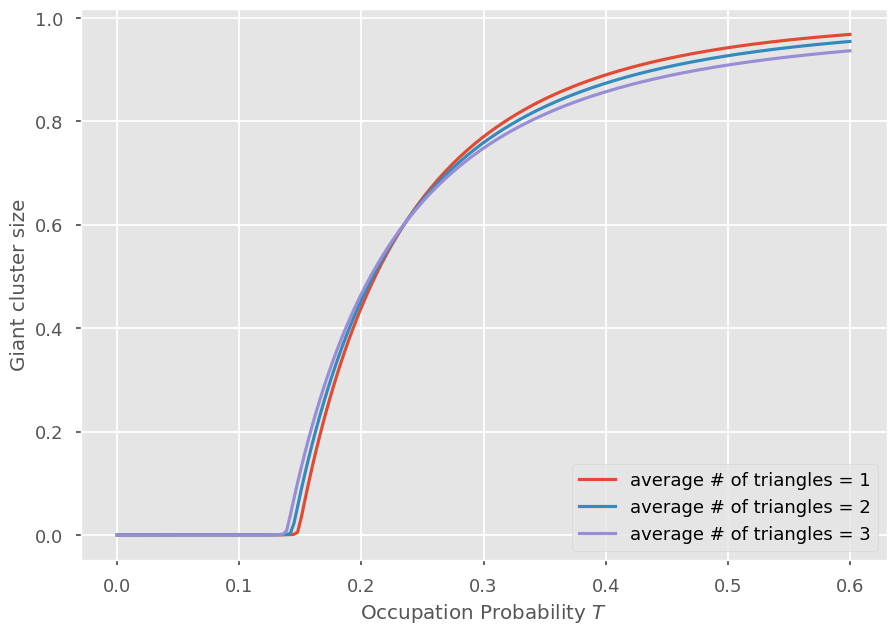 1.0
0.8
0.6
0.4
0.2
0.0
Giant cluster size
average # of triangles = 1
average # of triangles = 2
average # of triangles = 3
0.0 0.1 0.2 0.3 0.4 0.5 0.6
Occupation Probability T